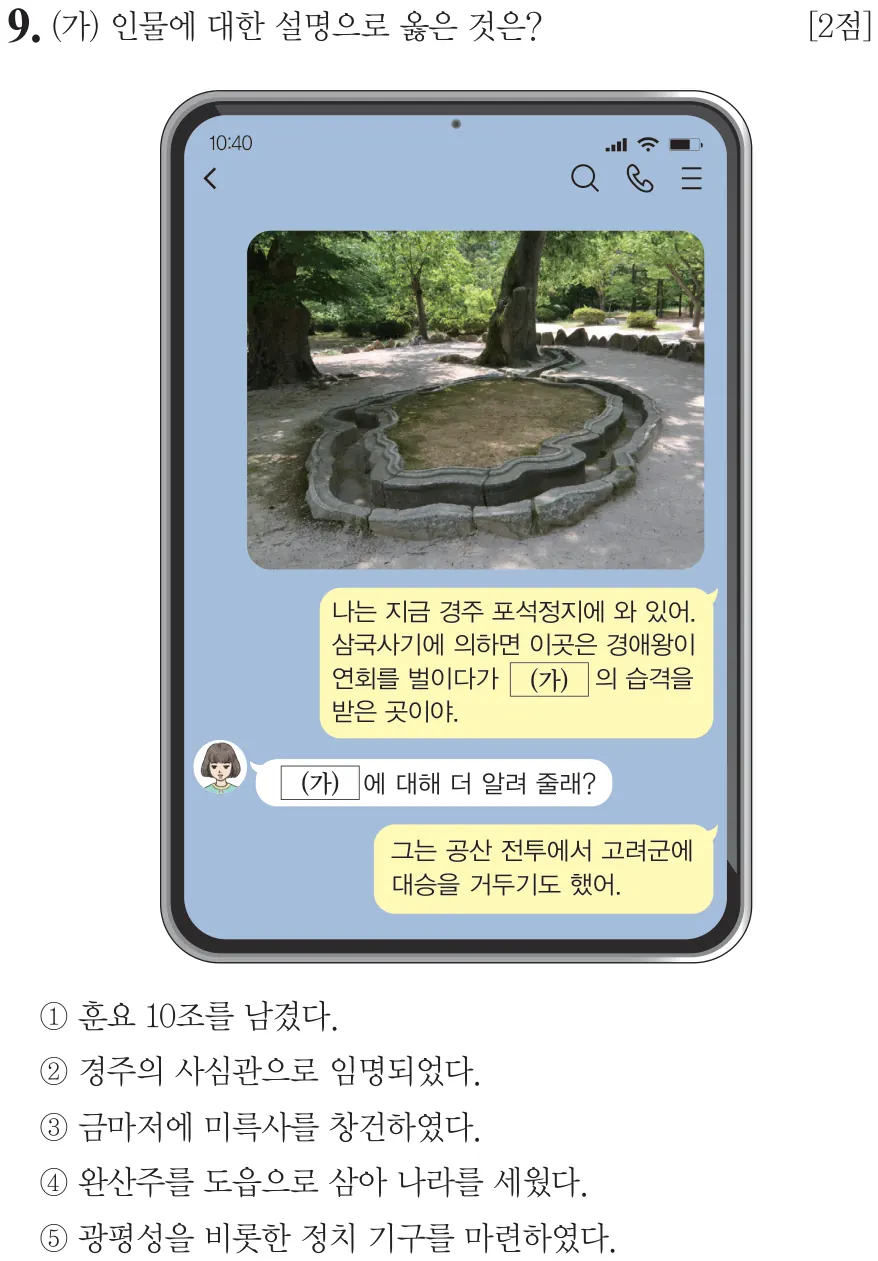 9. (가) 인물에 대한 설명으로 옳은 것은? [2점]
10:40
나는 지금 경주 포석정지에 와 있어.
삼국사기에 의하면 이곳은 경애왕이
연회를 벌이다가 (가) 의 습격을
받은 곳이야.
(가) 에 대해 더 알려 줄래?
그는 공산 전투에서 고려군에
대승을 거두기도 했어.
① 훈요 10조를 남겼다.
② 경주의 사심관으로 임명되었다.
③ 금마저에 미륵사를 창건하였다.
④ 완산주를 도읍으로 삼아 나라를 세웠다.
⑤ 광평성을 비롯한 정치 기구를 마련하였다.